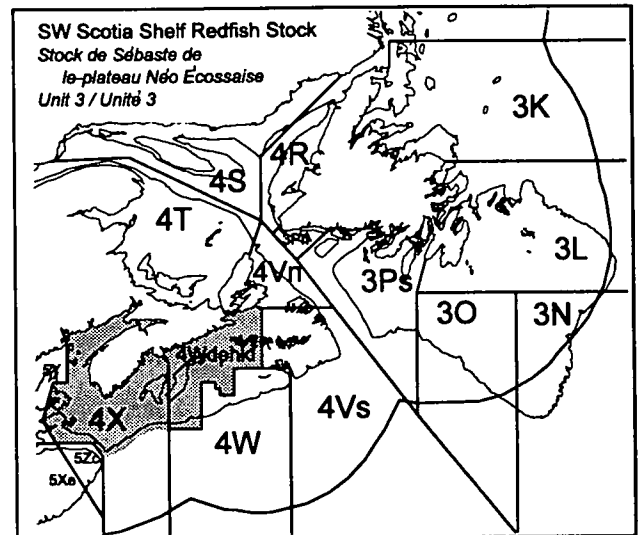 SW Scotia Shelf Redfish Stock
Stock de Sébaste de
le-plateau Néo Écossaise
Unit 3 / Unité 3
3K
4R
4S
4T
3L
4Vn
3Ps
3O
3N
4X
4W
4Vs
5Zc
5Xe